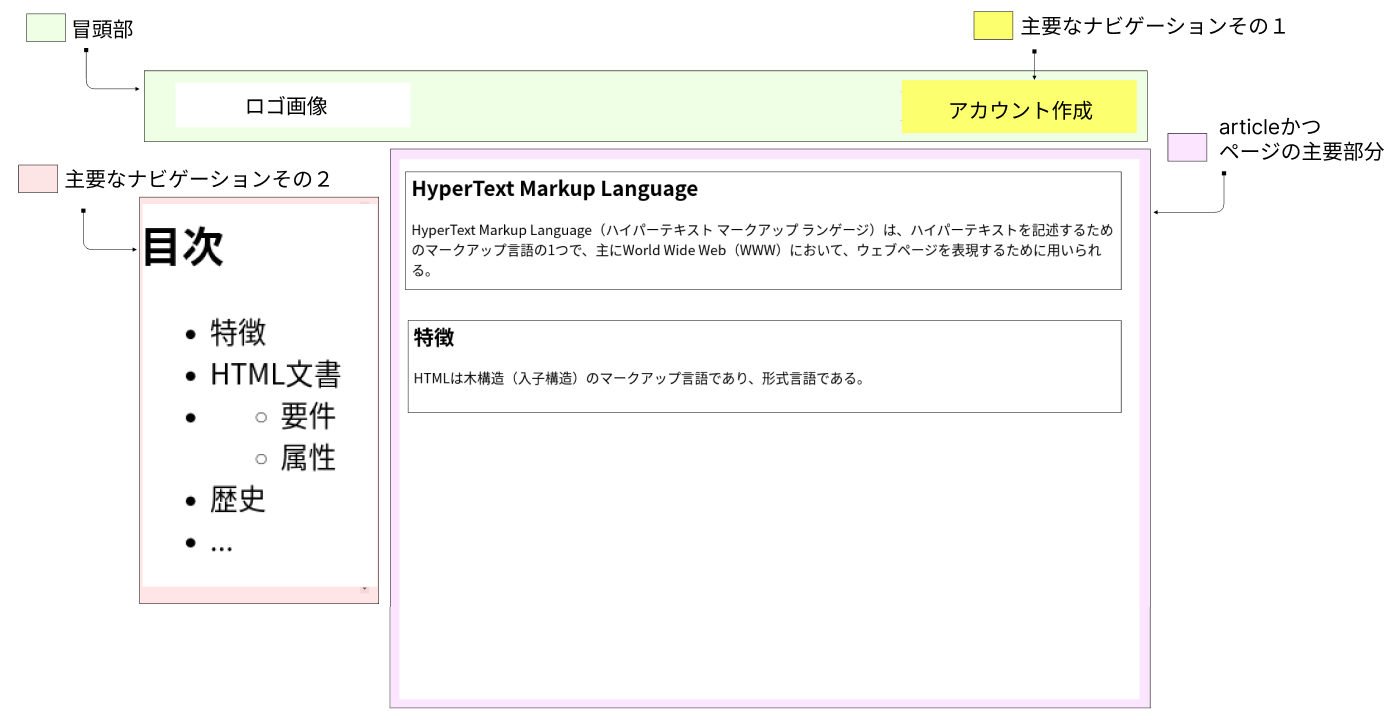 冒頭部
主要なナビゲーションその１
ロゴ画像
アカウント作成
articleかつ
ページの主要部分
主要なナビゲーションその２
目次
特徴
HTML文書
要件
属性
歴史
...
HyperText Markup Language
HyperText Markup Language（ハイパーテキスト マークアップ ランゲージ）は、ハイパーテキストを記述するため
のマークアップ言語の1つで、主にWorld Wide Web（WWW）において、ウェブページを表現するために用いられ
る。
特徴
HTMLは木構造（入子構造）のマークアップ言語であり、形式言語である。